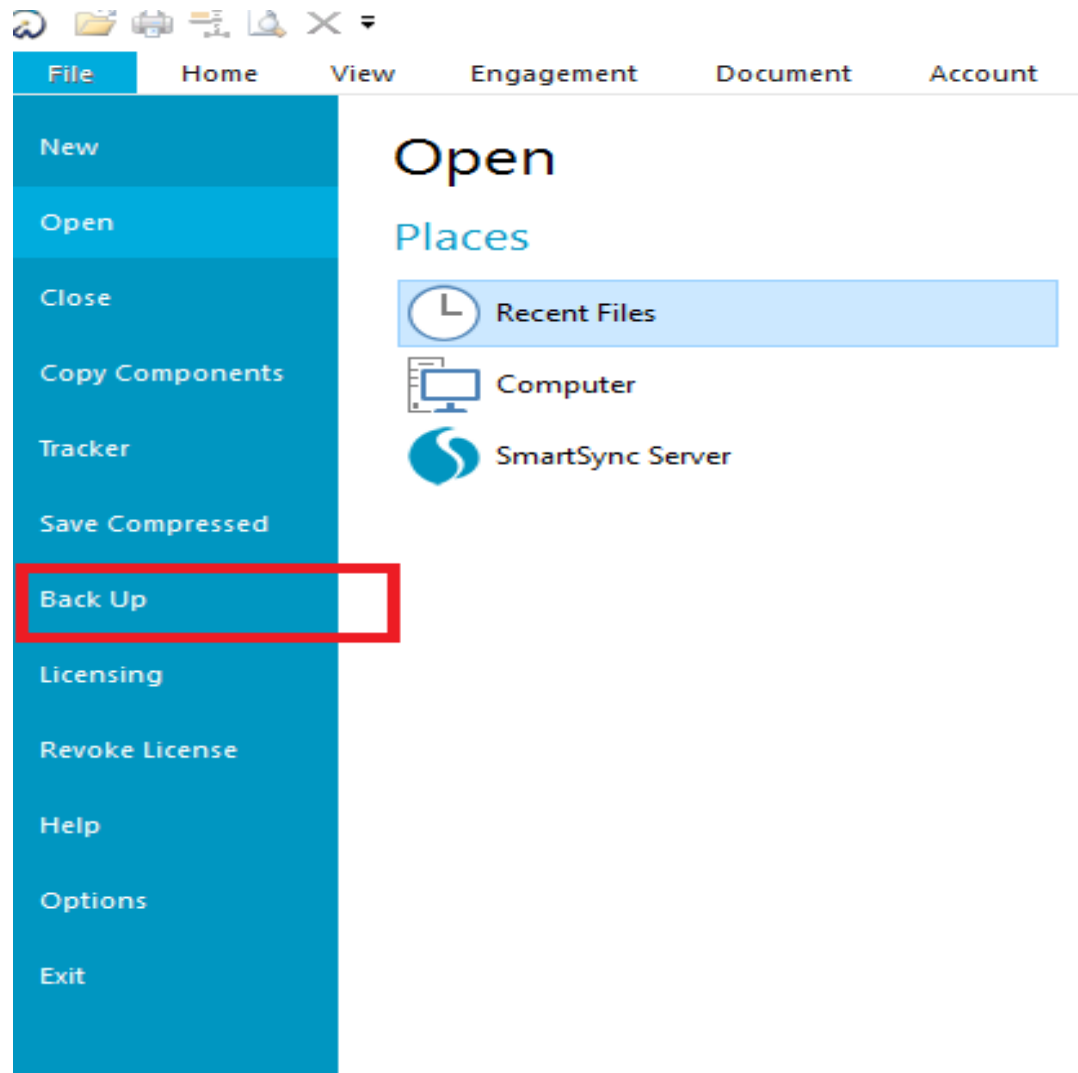 File Home View Engagement Document Account
New
Open
Close
Copy Components
Tracker
Save Compressed
Back Up
Licensing
Revoke License
Help
Options
Exit
Open
Places
Recent Files
Computer
SmartSync Server